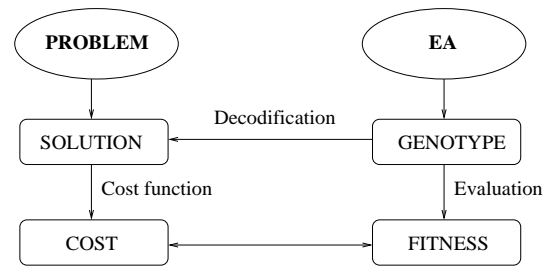 PROBLEM
EA
Decodification
SOLUTION
GENOTYPE
Cost function
Evaluation
COST
FITNESS